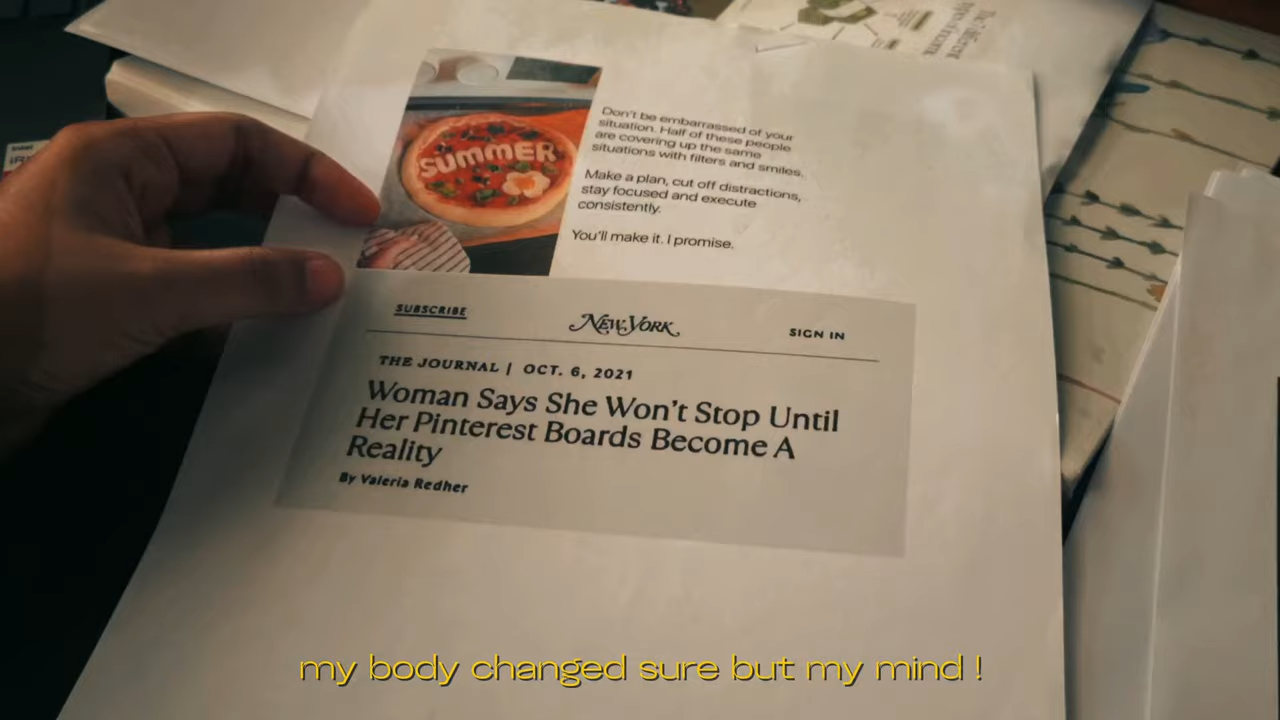 SUMMER
Don't be embarrassed of your
situation. Half of these people
are covering up the same
situations with filters and smiles.
Make a plan, cut off distractions,
stay focused and execute
consistently.
You'll make it. I promise.
SUBSCRIBE
NEW YORK
SIGN IN
THE JOURNAL | OCT. 6, 2021
Woman Says She Won't Stop Until
Her Pinterest Boards Become A
Reality
By Valeria Redher
my body changed sure but my mind !